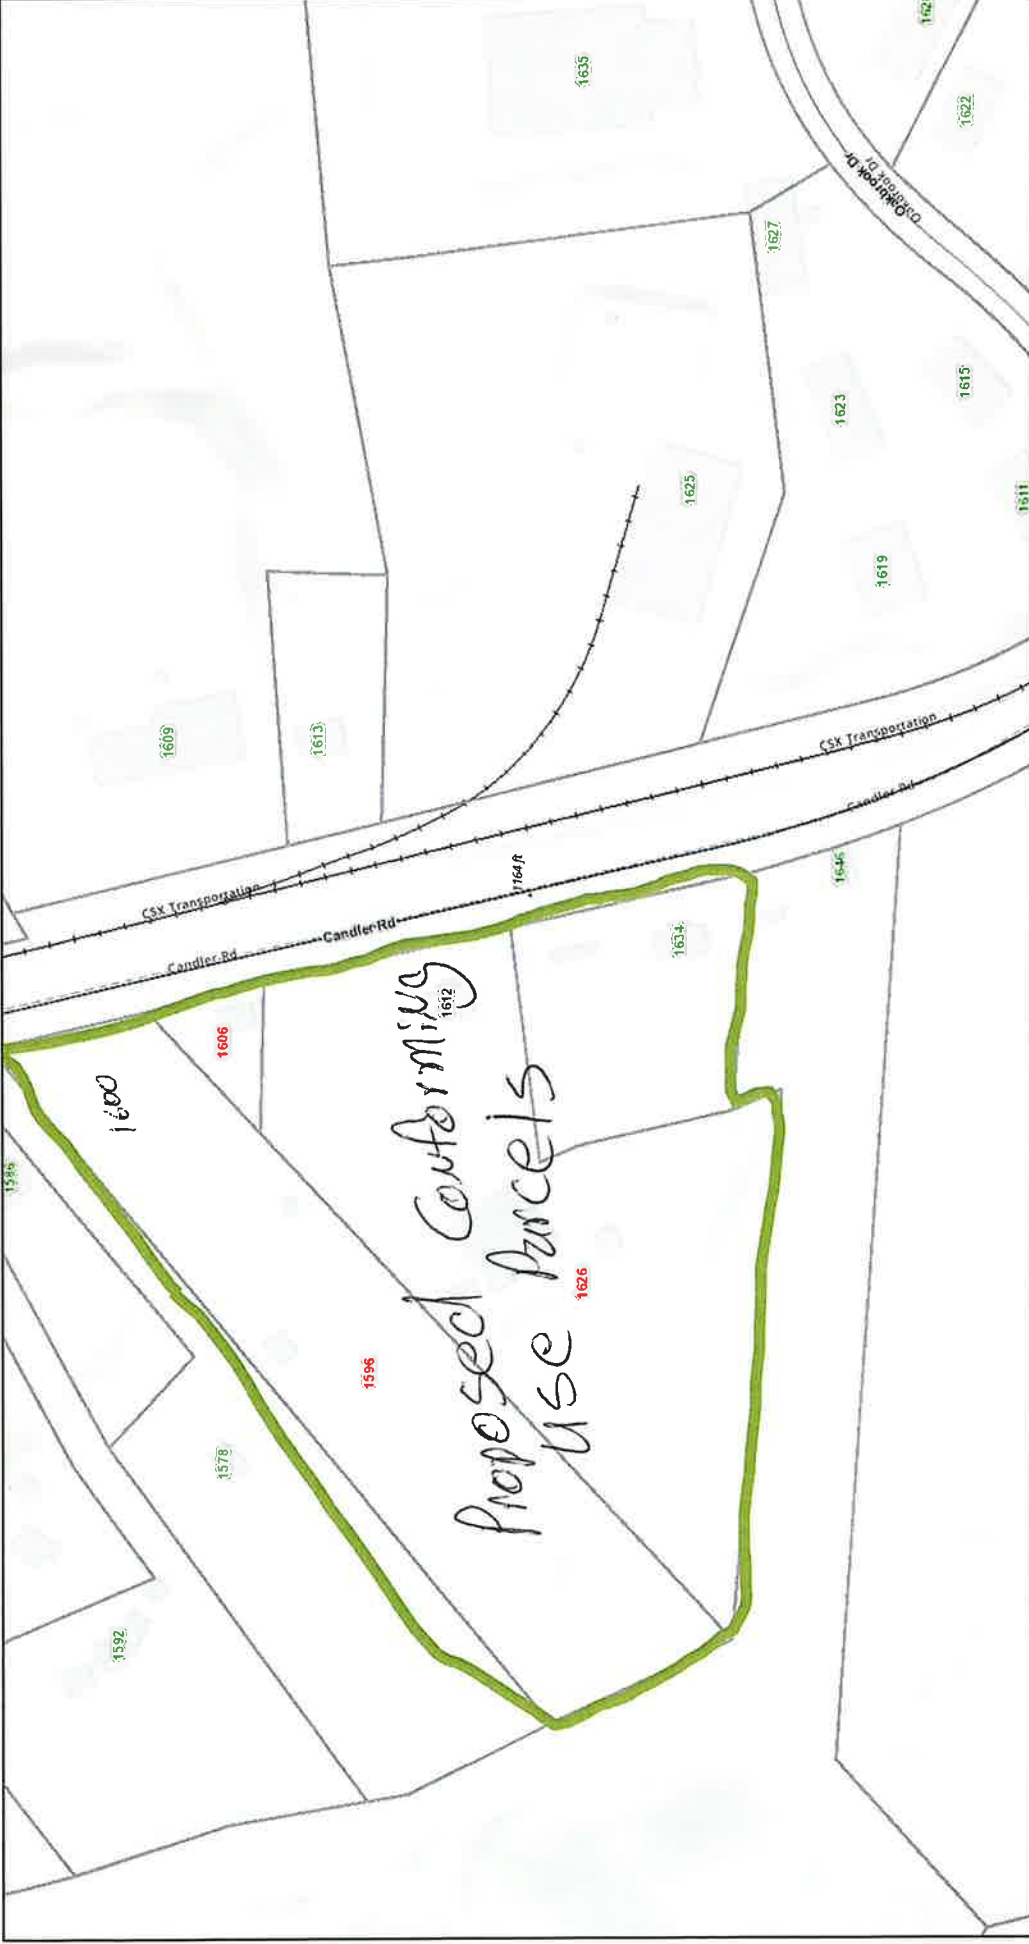 1586
1600
1592
1609
CSX Transportation
Candler Rd
1606
1578
1613
Candler Rd
1596
Proposed Conforming
1612
Use Parcels
1164 ft
1626
1635
1634
1625
1627
1646
1623
CSX Transportation
Candler Rd
1619
Oakbrook Dr
Oakbrook Dr
1622
1615
1611